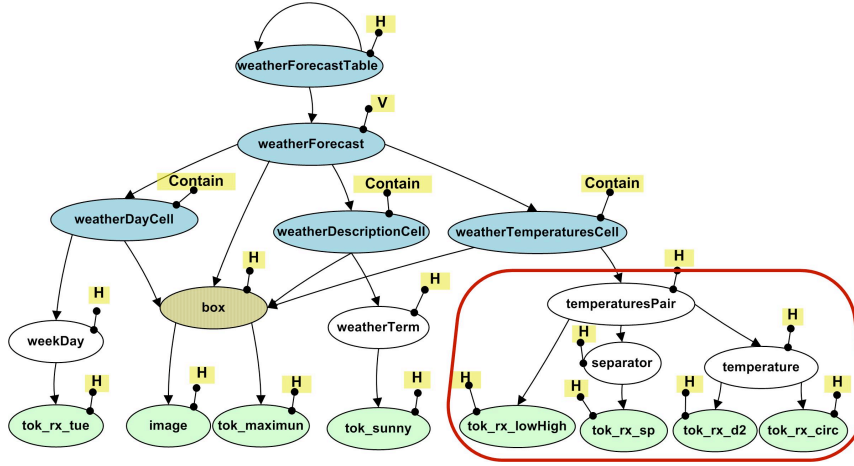 H
weatherForecastTable
V
weatherForecast
Contain
Contain
Contain
weatherDayCell
weatherDescriptionCell
weatherTemperaturesCell
H
H
H
H
box
temperaturesPair
H
weatherTerm
H
weekDay
H
separator
temperature
H
H
H
H
H
H
H
H
tok_rx_tue
image
tok_maximun
tok_sunny
tok_rx_lowHigh
tok_rx_sp
tok_rx_d2
tok_rx_circ